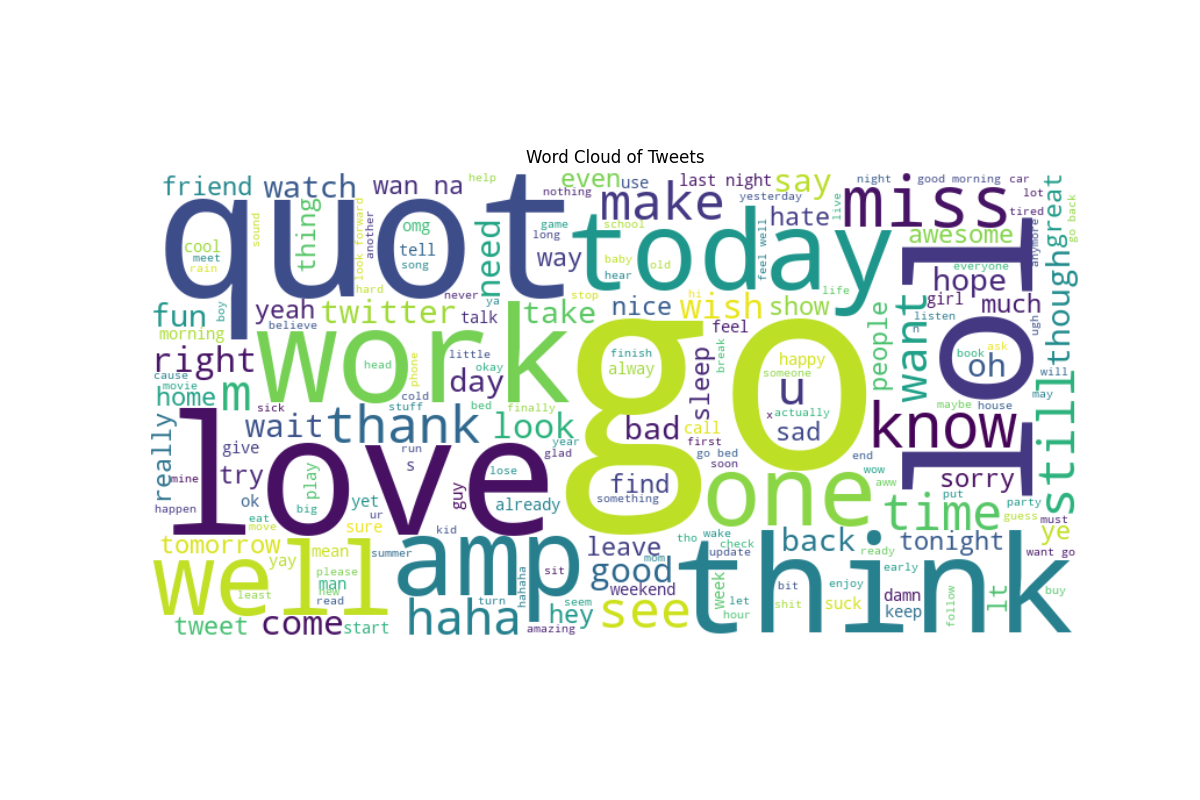 Word Cloud of Tweets
friend watch wan na help even use last night say night good morning car
nothing make yesterday miss lot tired great go back
quot today lol
sound thing look forward another omg need game long way school hate live awesome anymore
cool meet rain tell song baby hear old feel well everyone hope though
hard never ya stop hi life girl much
fun boy yeah believe twitter talk take nice wish show people want listen n ugh
morning work go feel
right head phone little okay finish alway sleep break happy someone u oh book ask will
cause movie home m day cold stuff bed finally x actually maybe house may
sick wait thank look year glad bad call first sad know still
really give s run go bed soon end
love try mine lose find something one wow aww sorry
happen ok big play yet ur guy already time put party guess must
eat move sure kid
tomorrow yay mean summer amp leave tho wake check back tonight ye want go
well please man new least read hahaha sit good mom update week ready early
think turn seem weekend let bit enjoy damn lt buy
tweet come start haha amazing hey see hour shit suck keep follow